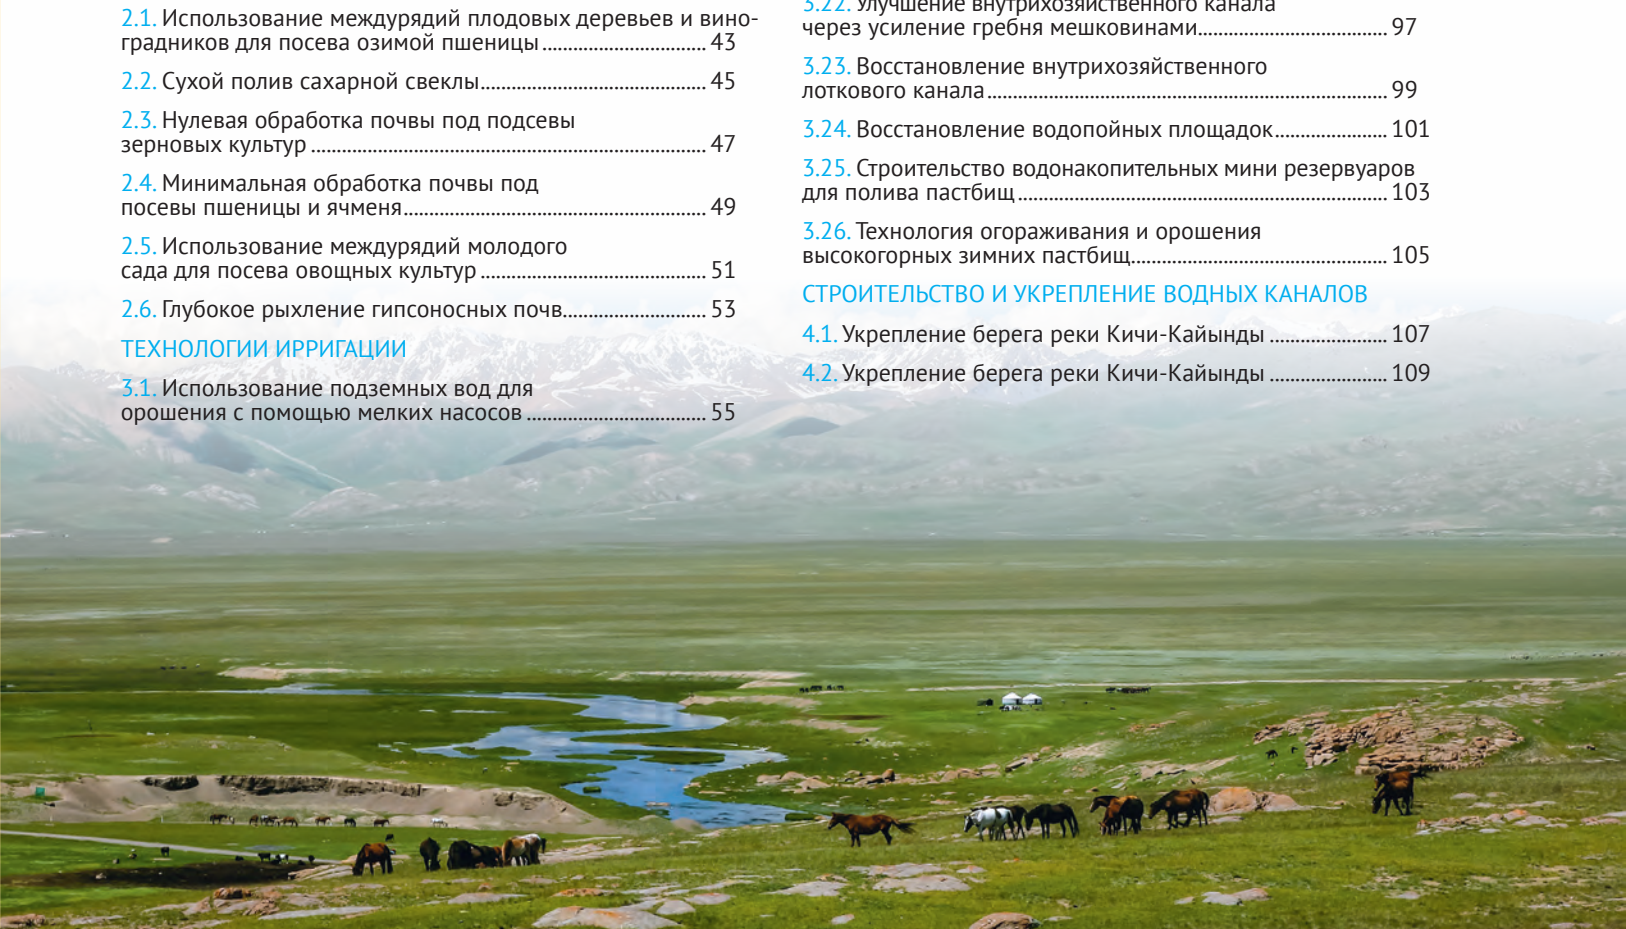 2.1. Использование междурядий плодовых деревьев и вино-
градников для посева озимой пшеницы ................................ 43
2.2. Сухой полив сахарной свеклы............................................ 45
2.3. Нулевая обработка почвы под подсевы
зерновых культур ............................................................................. 47
2.4. Минимальная обработка почвы под
посевы пшеницы и ячменя........................................................... 49
2.5. Использование междурядий молодого
сада для посева овощных культур ............................................ 51
2.6. Глубокое рыхление гипсоносных почв............................ 53
ТЕХНОЛОГИИ ИРРИГАЦИИ
3.1. Использование подземных вод для
орошения с помощью мелких насосов ................................... 55
3.22. Улучшение внутрихозяйственного канала
через усиление гребня мешковинами..................................... 97
3.23. Восстановление внутрихозяйственного
лоткового канала .............................................................................. 99
3.24. Восстановление водопойных площадок...................... 101
3.25. Строительство водонакопительных мини резервуаров
для полива пастбищ ........................................................................ 103
3.26. Технология огораживания и орошения
высокогорных зимних пастбищ.................................................. 105
СТРОИТЕЛЬСТВО И УКРЕПЛЕНИЕ ВОДНЫХ КАНАЛОВ
4.1. Укрепление берега реки Кичи-Кайынды ....................... 107
4.2. Укрепление берега реки Кичи-Кайынды ....................... 109